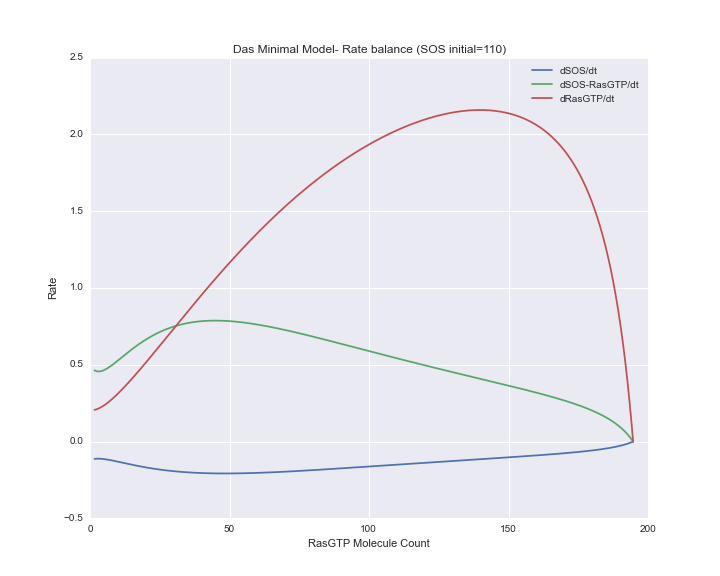 Das Minimal Model- Rate balance (SOS initial=110)
2.5
dSOS/dt
dSOS-RasGTP/dt
dRasGTP/dt
2.0
1.5
1.0
0.5
0.0
−0.5
Rate
0 50 100 150 200
RasGTP Molecule Count